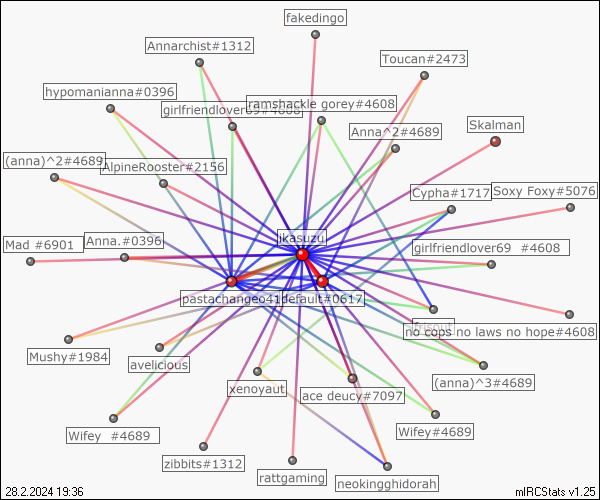 fakedingo
Annarchist#1312
Toucan#2473
hypomanianna#0396
girlfriendlover69#4608
ramshackle gorey#4608
Skalman
Anna^2#4689
(anna)^2#4689
AlpineRooster#2156
Cypha#1717
Soxy Foxy#5076
jkasuzu
Mad #6901
Anna.#0396
girlfriendlover69 #4608
pastachangeo41
default#0617
sfrisout
no cops no laws no hope#4608
Mushy#1984
avelicious
xenoyaut
ace deucy#7097
(anna)^3#4689
Wifey #4689
Wifey#4689
zibbits#1312
rattgaming
neokingghidorah
28.2.2024 19:36
mIRCStats v1.25